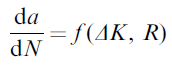 da/dN = f(ΔK, R)